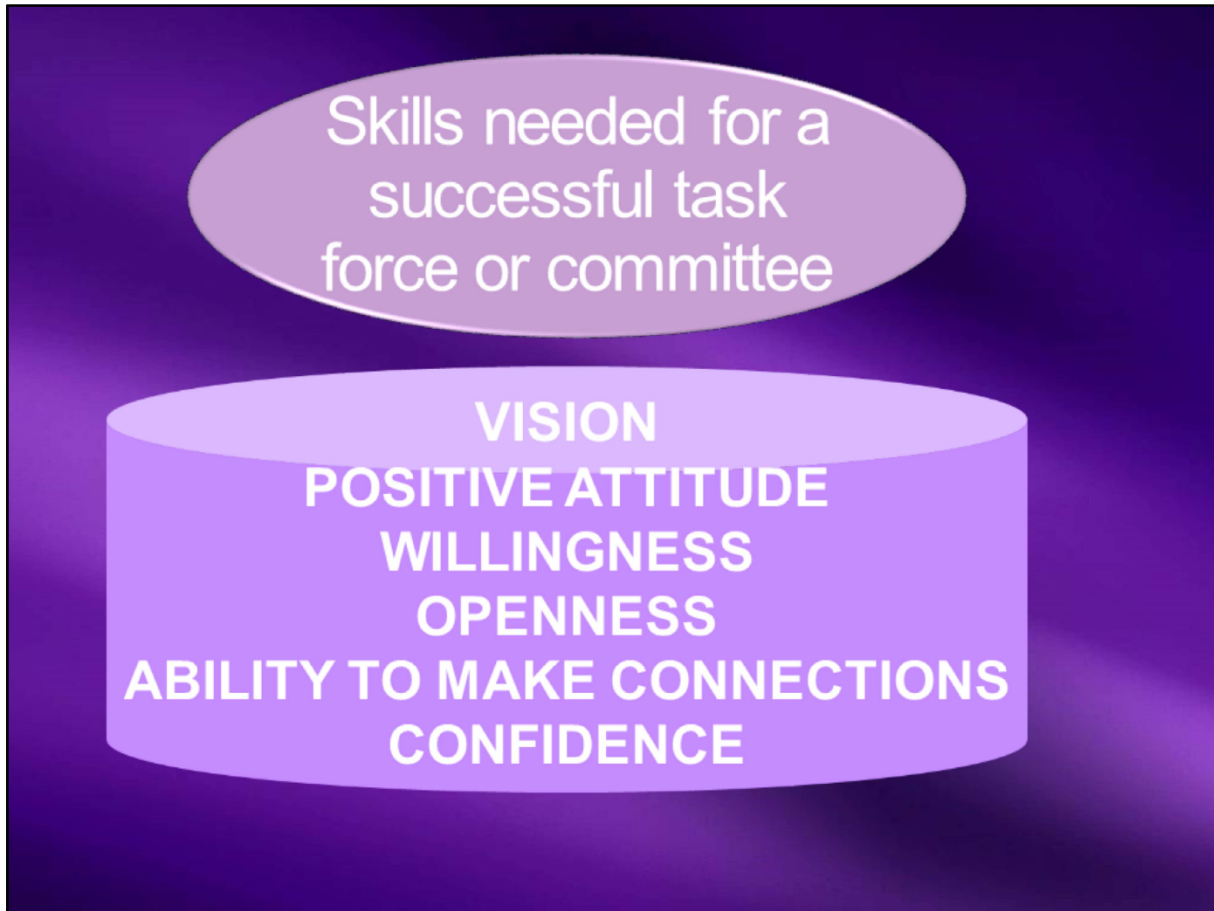 Skills needed for a
successful task
force or committee
VISION
POSITIVE ATTITUDE
WILLINGNESS
OPENNESS
ABILITY TO MAKE CONNECTIONS
CONFIDENCE